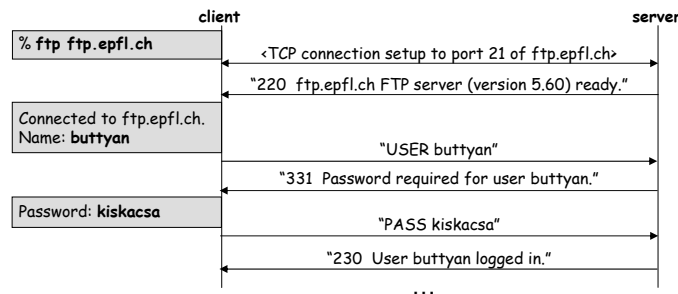 client
server
% ftp ftp.epfl.ch
<TCP connection setup to port 21 of ftp.epfl.ch>
“220 ftp.epfl.ch FTP server (version 5.60) ready.”
Connected to ftp.epfl.ch.
Name: buttyan
“USER buttyan”
“331 Password required for user buttyan.”
Password: kiskacsa
“PASS kiskacsa”
“230 User buttyan logged in.”
...